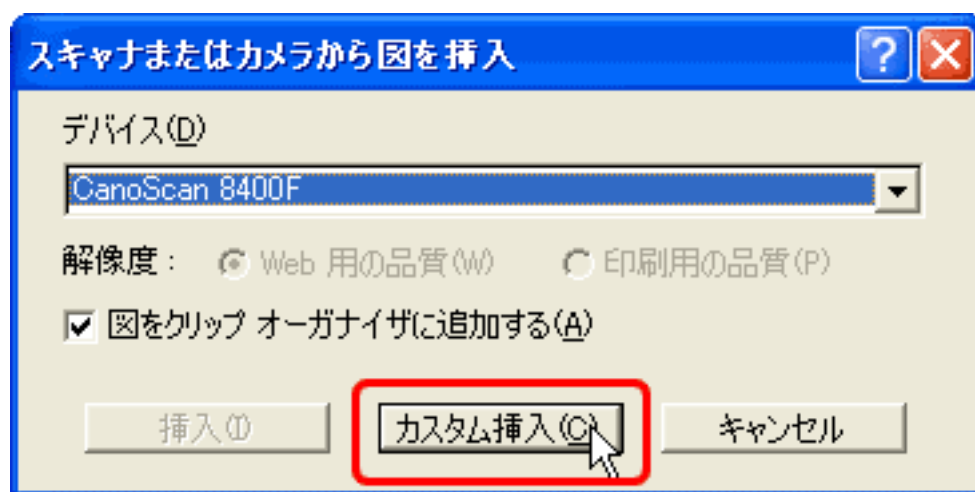 スキャナまたはカメラから図を挿入
デバイス(D)
CanoScan 8400F
解像度： Web 用の品質(W) 印刷用の品質(P)
図をクリップ オーガナイザに追加する(A)
挿入(I) カスタム挿入(C) キャンセル